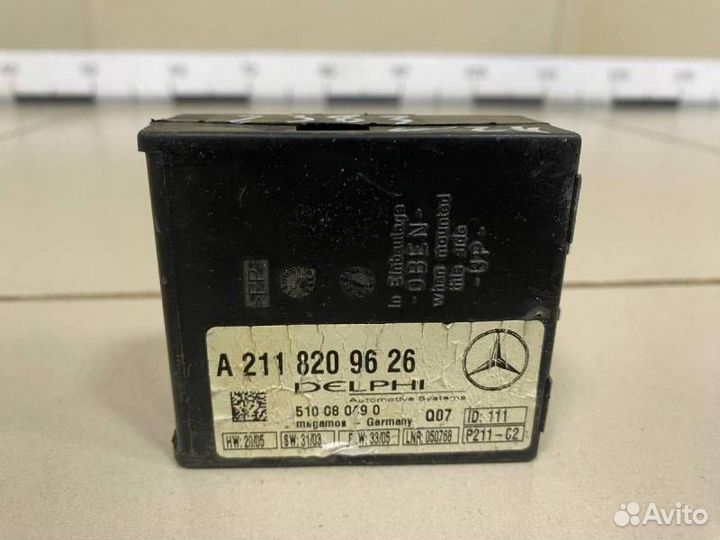 In Einbaulage
- OBEN -
when mounted
this side
- UP -
A 211 820 96 26
DELPHI
Automotive Systems
510 08 049 0
megamos - Germany
Q07
ID: 111
HW: 20/05
SW: 31/03
F W: 33/05
LNR: 050768
P211-C2
Avito